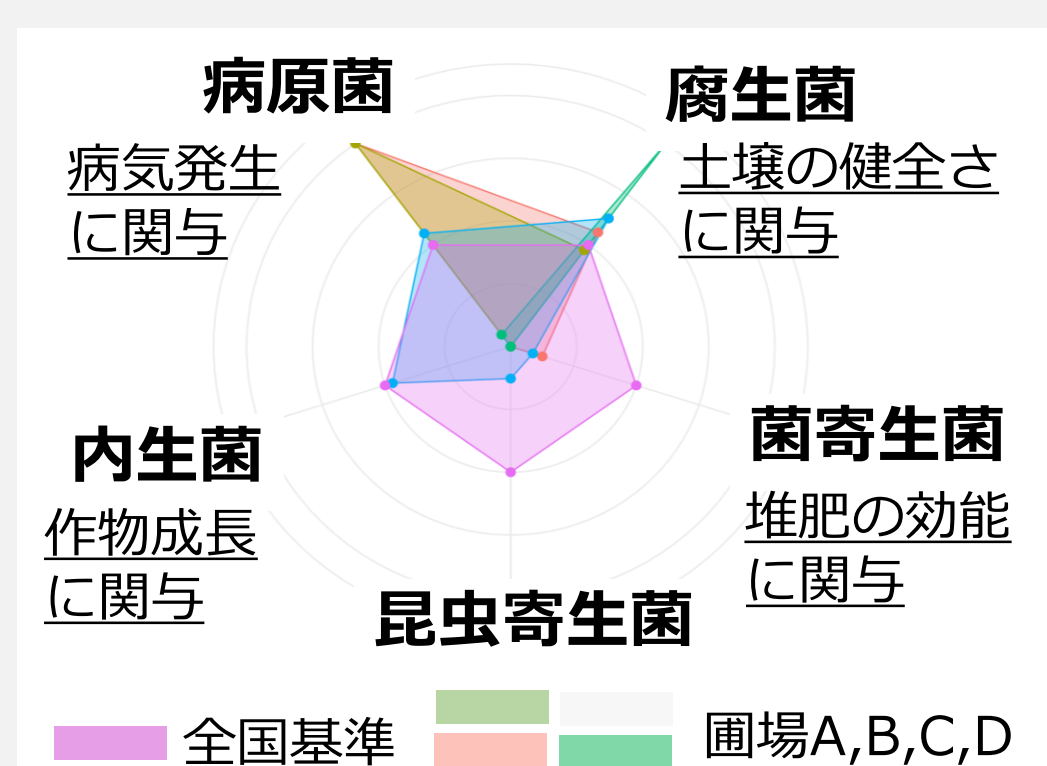 病原菌
病気発生
に関与
腐生菌
土壌の健全さ
に関与
内生菌
作物成長
に関与
菌寄生菌
堆肥の効能
に関与
昆虫寄生菌
全国基準
圃場A,B,C,D